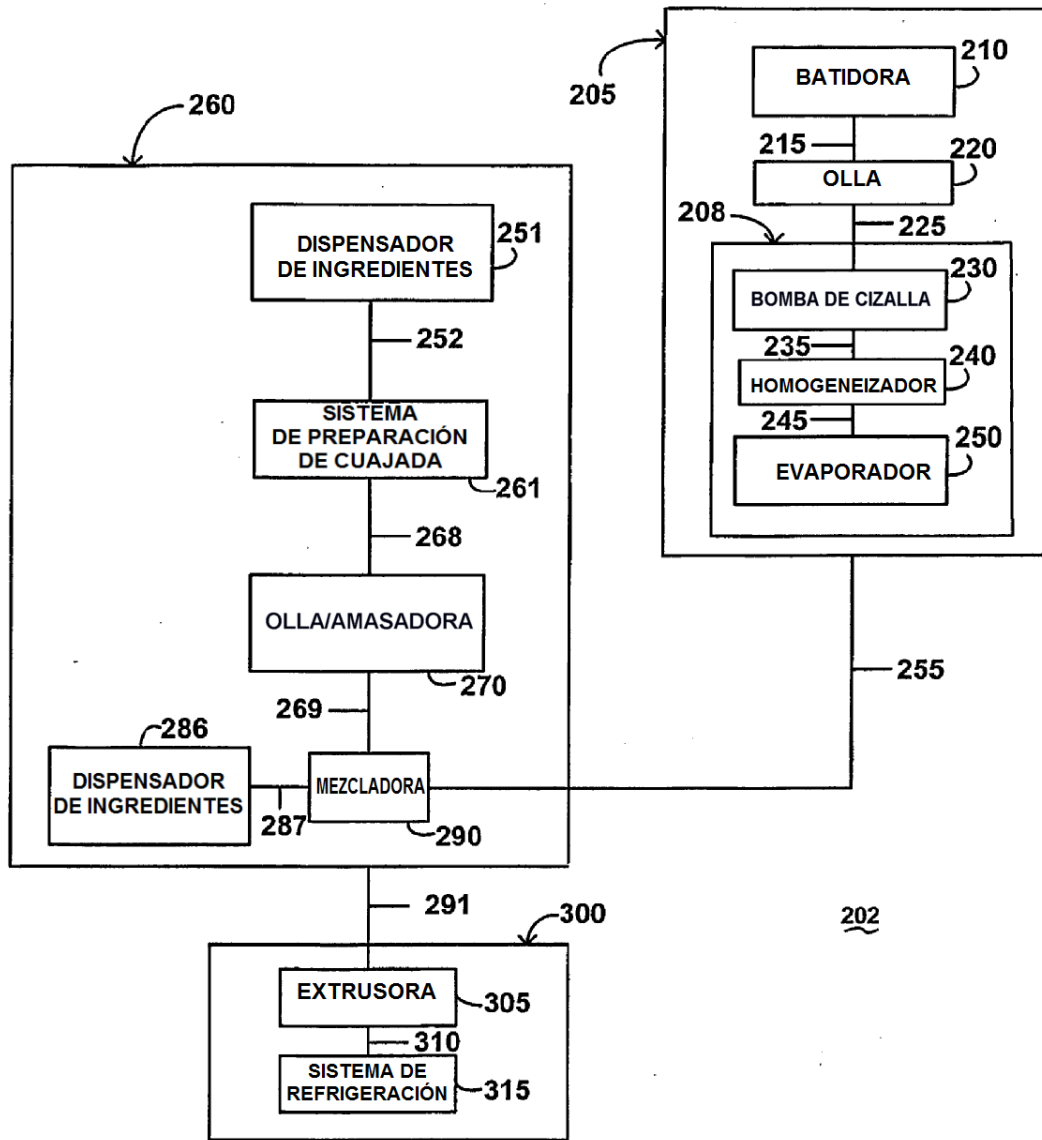 260
DISPENSADOR
DE INGREDIENTES
251
252
SISTEMA
DE PREPARACIÓN
DE CUAJADA
261
268
OLLA/AMASADORA
270
269
286
DISPENSADOR
DE INGREDIENTES
287
MEZCLADORA
290
205
BATIDORA
210
215
OLLA
220
208
225
BOMBA DE CIZALLA
230
235
HOMOGENEIZADOR
240
245
EVAPORADOR
250
255
291
300
EXTRUSORA
305
310
SISTEMA DE
REFRIGERACIÓN
315
202